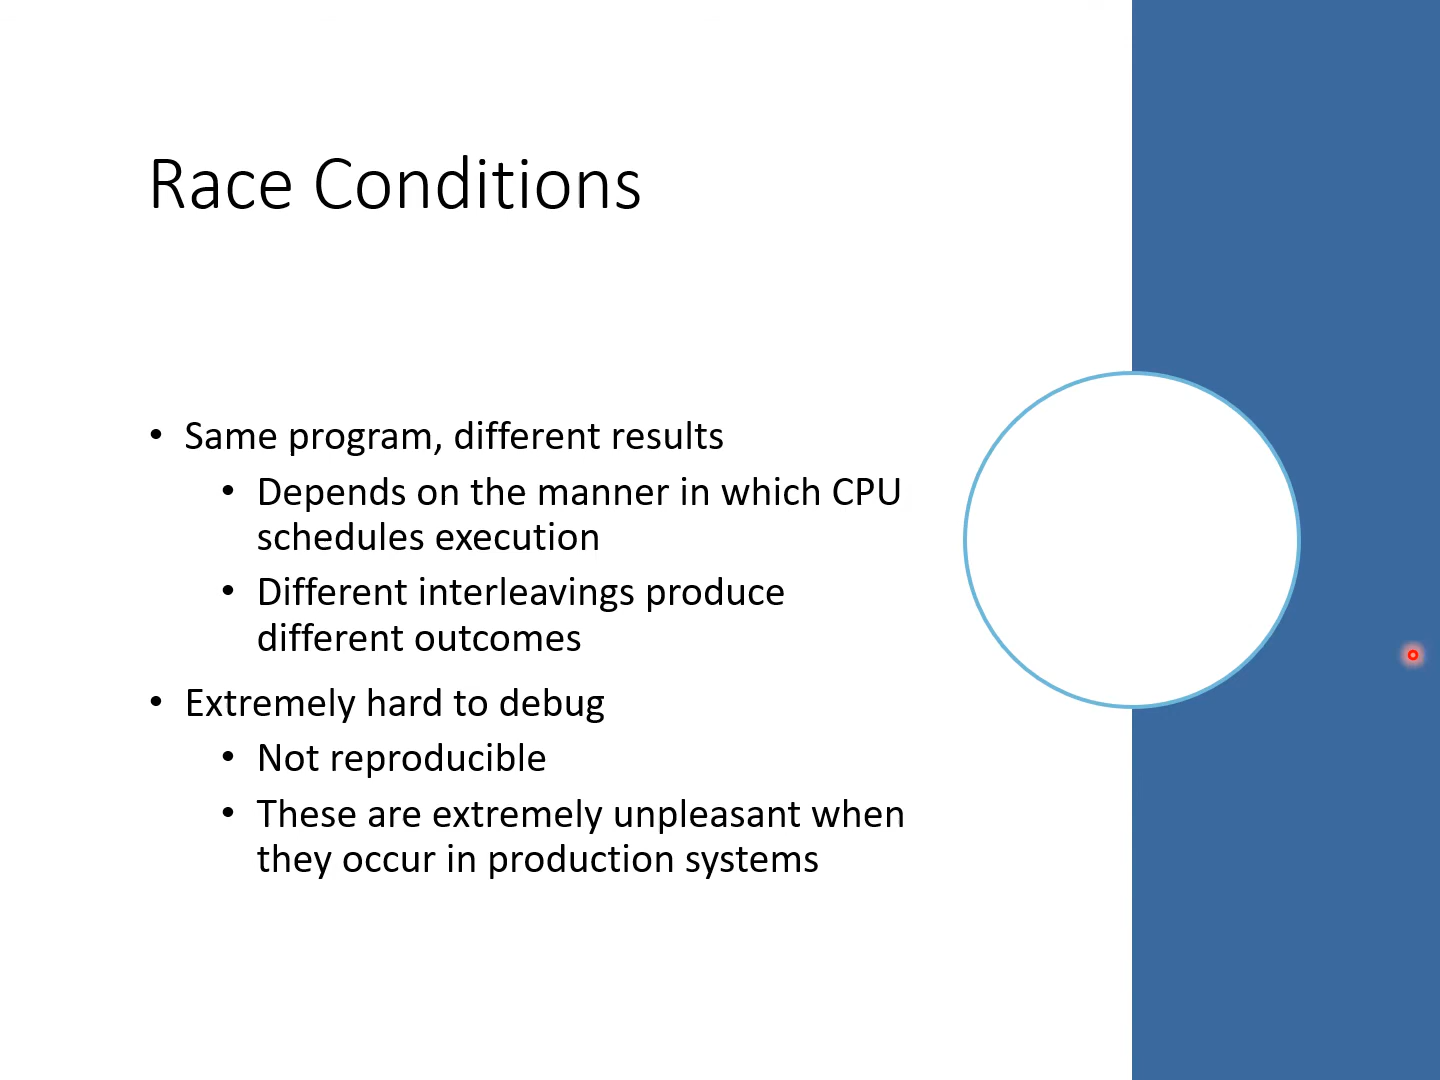 Race Conditions
• Same program, different results
• Depends on the manner in which CPU
schedules execution
• Different interleavings produce
different outcomes
• Extremely hard to debug
• Not reproducible
• These are extremely unpleasant when
they occur in production systems